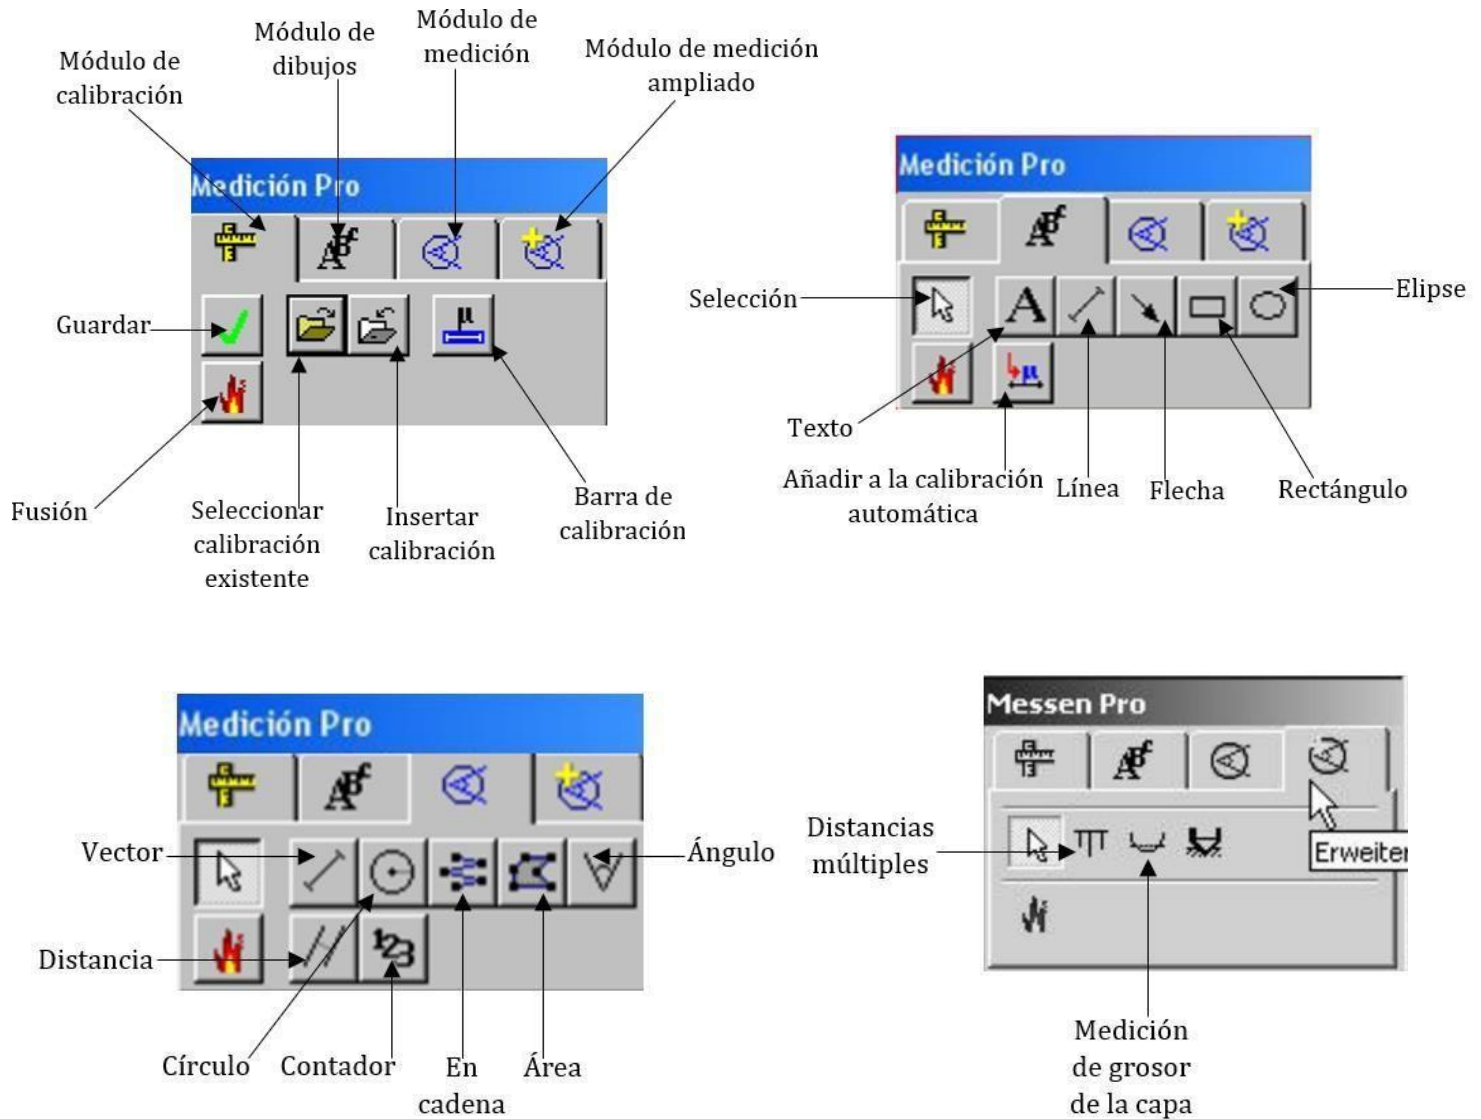 Módulo de
calibración
Módulo de
dibujos
Módulo de
medición
Módulo de medición
ampliado
Medición Pro
Guardar
Fusión
Seleccionar
calibración
existente
Insertar
calibración
Barra de
calibración
Medición Pro
Selección
Elipse
Texto
Añadir a la calibración
automática
Línea
Flecha
Rectángulo
Medición Pro
Vector
Ángulo
Distancia
Círculo
Contador
En
cadena
Área
Messen Pro
Distancias
múltiples
Erweiter
Medición
de grosor
de la capa